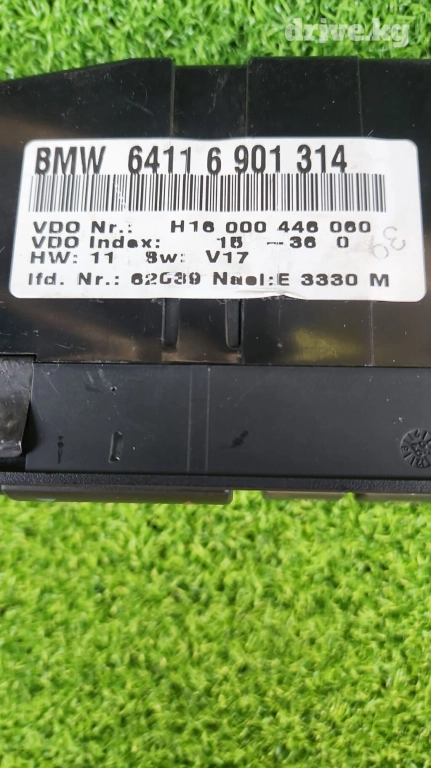 drive.kg
BMW 6411 6 901 314
VDO Nr.: H16 000 446 060
VDO Index: 15 -36 0
HW: 11 Sw: V17
39
lfd. Nr.: 62039 Nael:E 3330 M